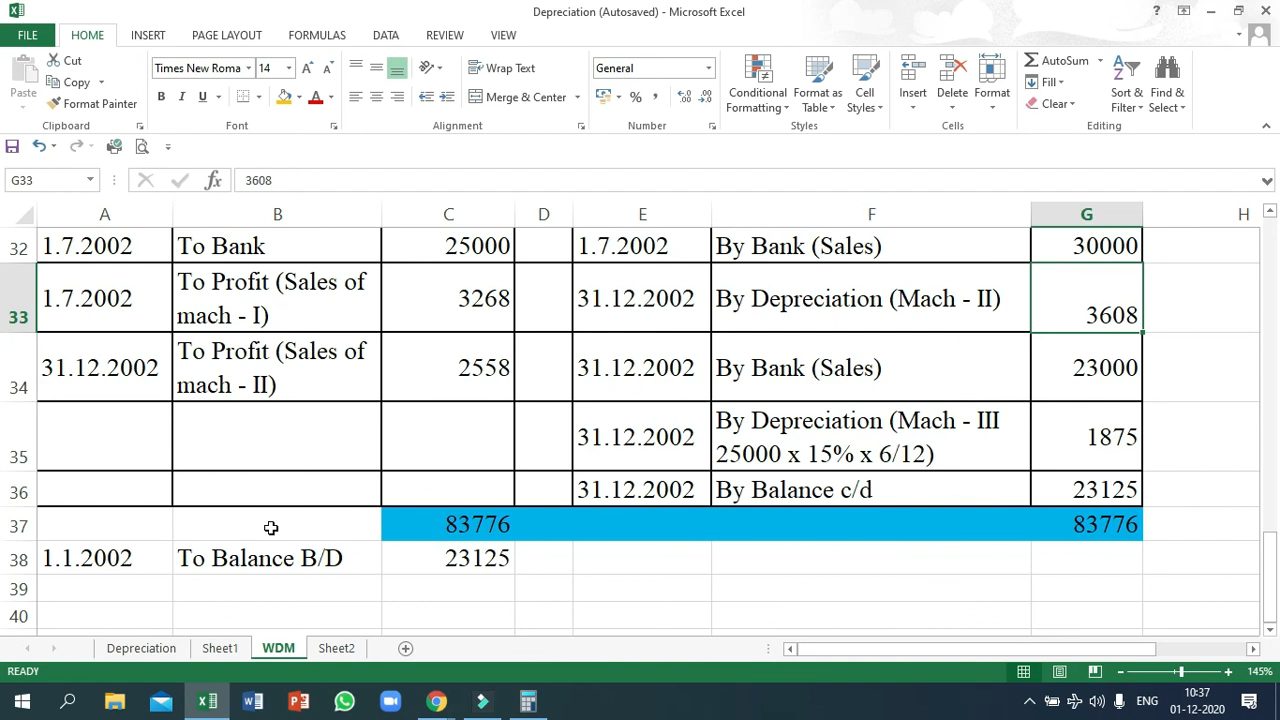 Depreciation (Autosaved) - Microsoft Excel
?
FILE HOME INSERT PAGE LAYOUT FORMULAS DATA REVIEW VIEW
Paste
Cut
Copy
Format Painter
Clipboard
Times New Roma 14
B I U
Font
Wrap Text
Merge & Center
Alignment
General
%
Number
Conditional Formatting
Format as Table
Cell Styles
Styles
Insert
Delete
Format
Cells
AutoSum
Fill
Clear
Sort & Filter
Find & Select
Editing
G33 3608
A B C D E F G H
32 1.7.2002 To Bank 25000 1.7.2002 By Bank (Sales) 30000
33 1.7.2002 To Profit (Sales of mach - I) 3268 31.12.2002 By Depreciation (Mach - II) 3608
34 31.12.2002 To Profit (Sales of mach - II) 2558 31.12.2002 By Bank (Sales) 23000
35 31.12.2002 By Depreciation (Mach - III 25000 x 15% x 6/12) 1875
36 31.12.2002 By Balance c/d 23125
37 83776 83776
38 1.1.2002 To Balance B/D 23125
39
40
Depreciation Sheet1 WDM Sheet2
READY 145%
ENG 10:37
01-12-2020